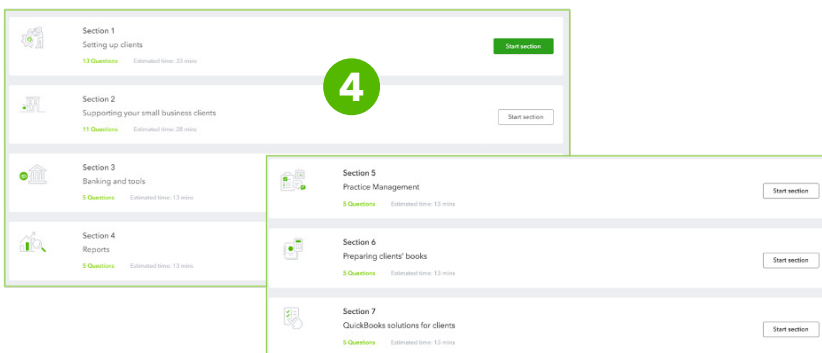 Section 1
Setting up clients
13 Questions Estimated time: 33 mins
Start section
4
Section 2
Supporting your small business clients
11 Questions Estimated time: 28 mins
Start section
Section 3
Banking and tools
5 Questions Estimated time: 13 mins
Section 4
Reports
5 Questions Estimated time: 13 mins
Section 5
Practice Management
5 Questions Estimated time: 13 mins
Start section
Section 6
Preparing clients' books
5 Questions Estimated time: 13 mins
Start section
Section 7
QuickBooks solutions for clients
5 Questions Estimated time: 13 mins
Start section